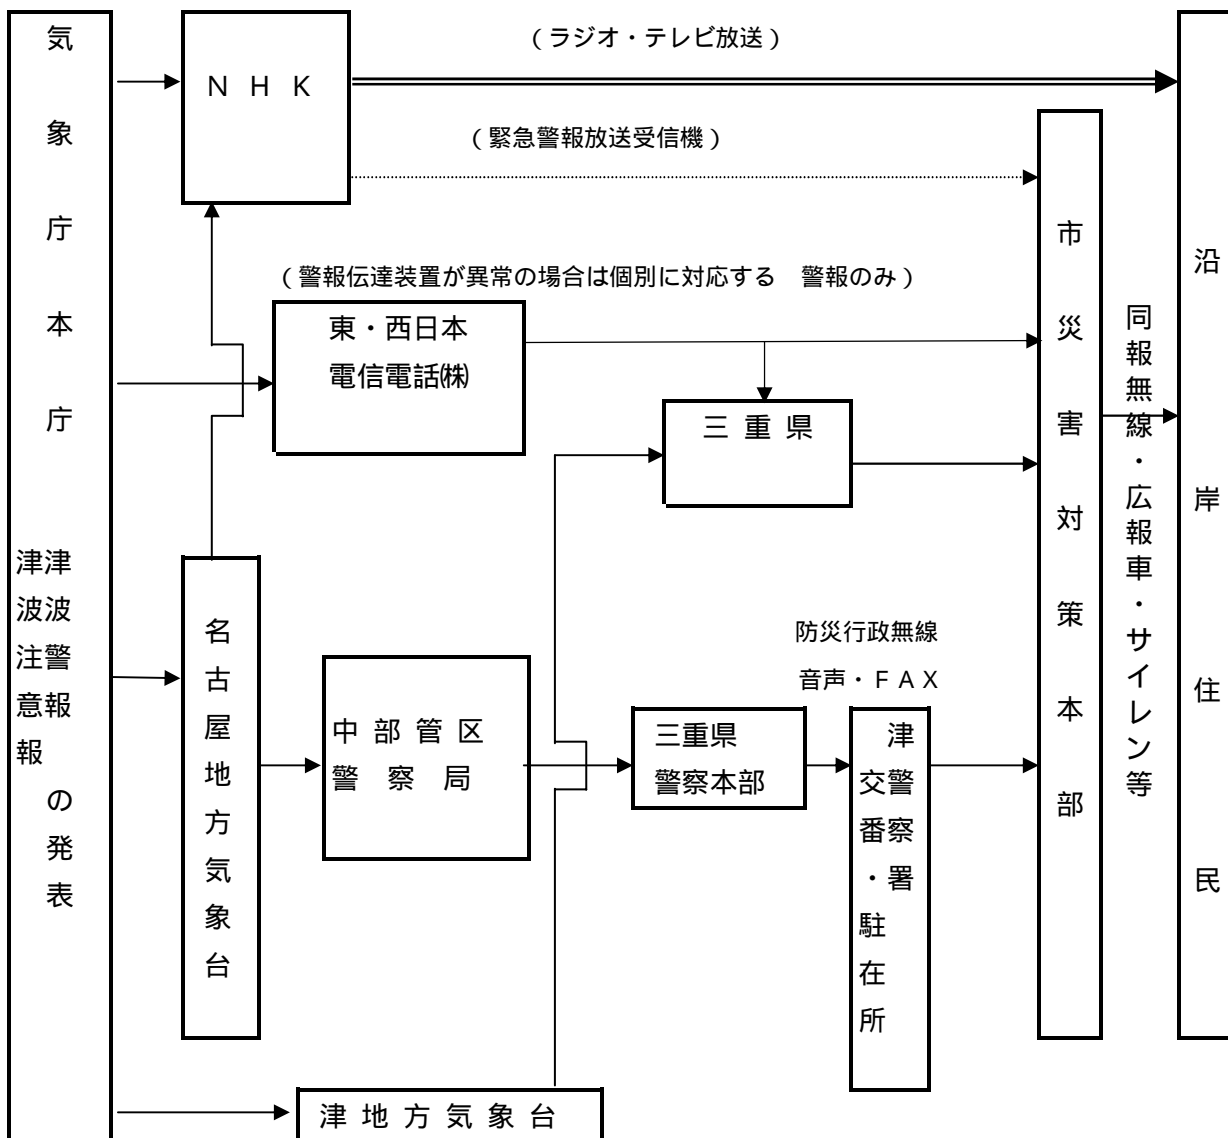 気象庁本庁
津波警報
津波注意報
の発表
ＮＨＫ
（ラジオ・テレビ放送）
（緊急警報放送受信機）
（警報伝達装置が異常の場合は個別に対応する　警報のみ）
東・西日本
電信電話㈱
三重県
名古屋地方気象台
中部管区
警察局
三重県
警察本部
防災行政無線
音声・ＦＡＸ
津警察署
交番・駐在所
津地方気象台
市災害対策本部
同報無線・広報車・サイレン等
沿岸住民